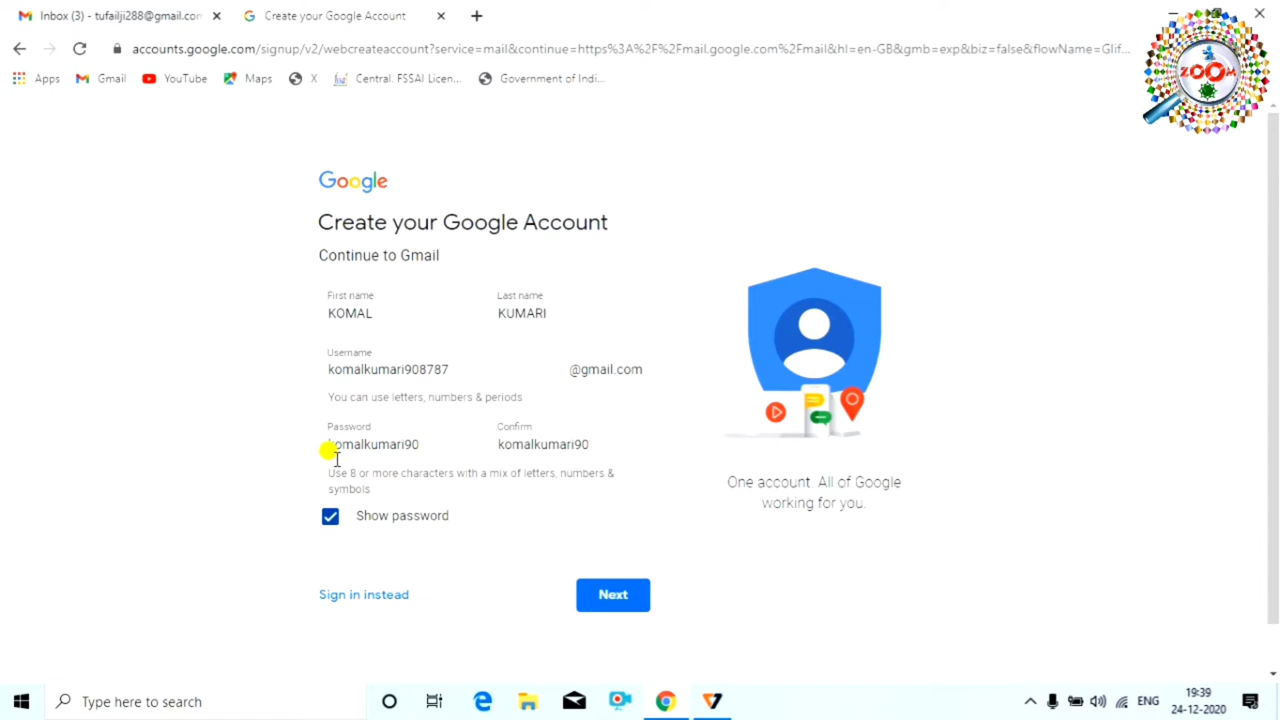 Inbox (3) - tufailji288@gmail.com
Create your Google Account
accounts.google.com/signup/v2/webcreateaccount?service=mail&continue=https%3A%2F%2Fmail.google.com%2Fmail&hl=en-GB&gmb=exp&biz=false&flowName=Glif...
Apps Gmail YouTube Maps X Central. FSSAI Licen... Government of Indi...
ZOOM
Google
Create your Google Account
Continue to Gmail
First name Last name
KOMAL KUMARI
Username
komalkumari908787 @gmail.com
You can use letters, numbers & periods
Password Confirm
komalkumari90 komalkumari90
Use 8 or more characters with a mix of letters, numbers &
symbols
Show password
One account. All of Google
working for you.
Sign in instead Next
Type here to search
ENG
19:39
24-12-2020